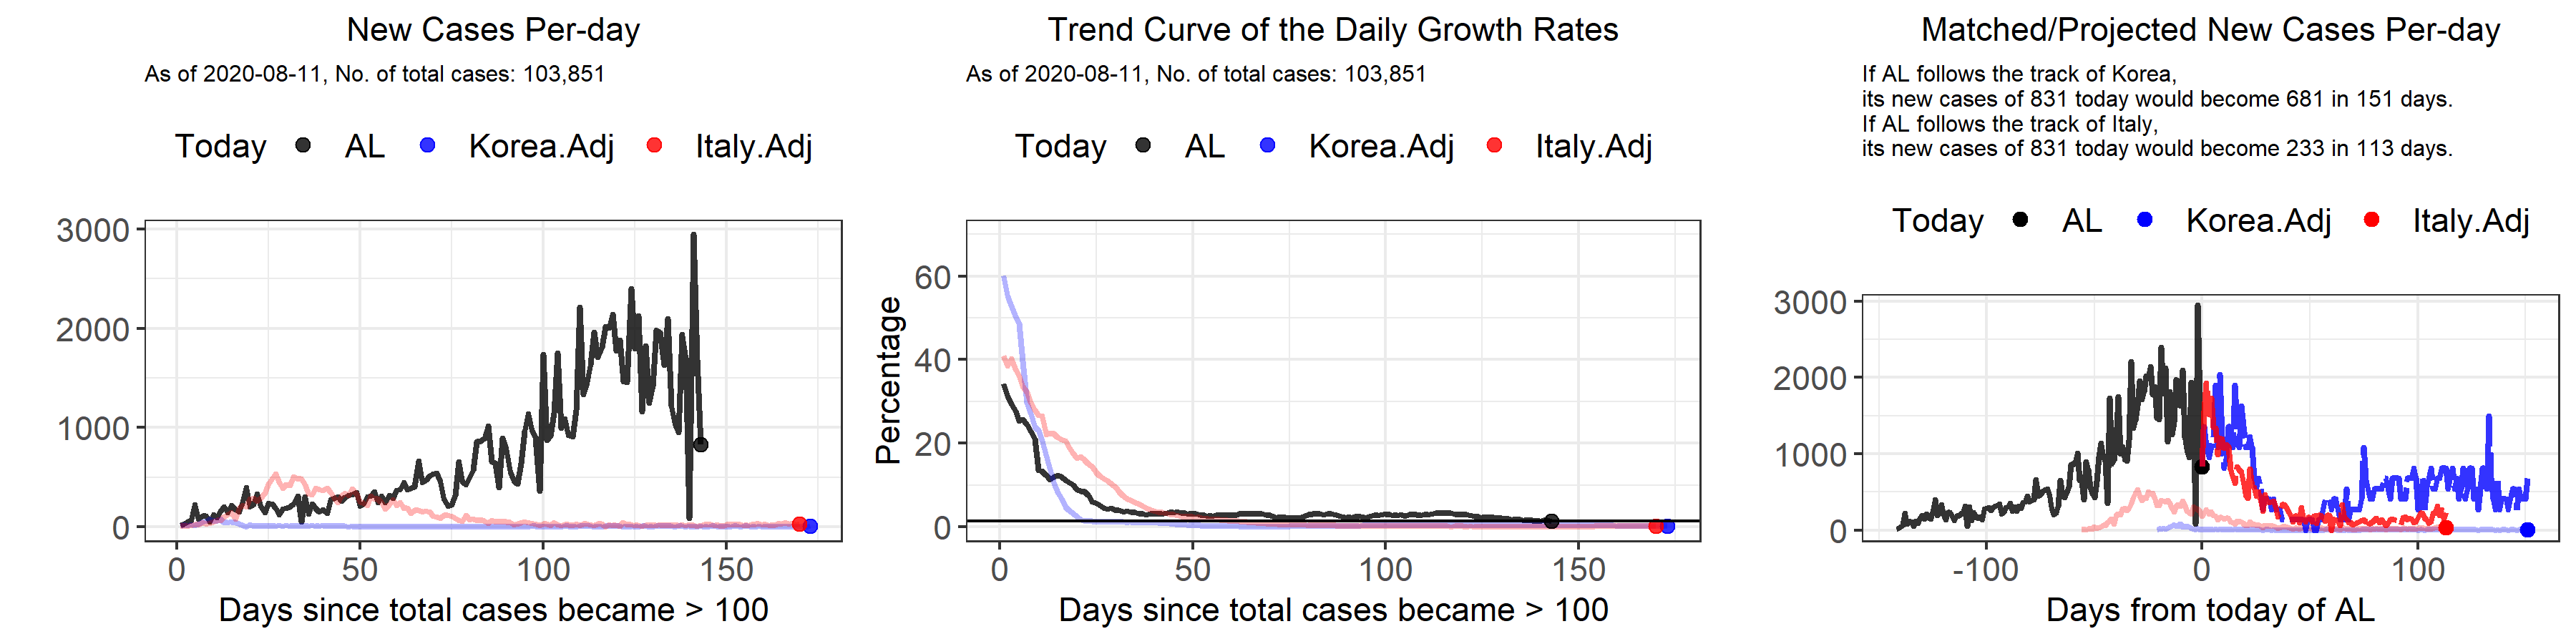 New Cases Per-day
As of 2020-08-11, No. of total cases: 103,851
Today AL Korea.Adj Italy.Adj
3000
2000
1000
0
0 50 100 150
Days since total cases became > 100
Trend Curve of the Daily Growth Rates
As of 2020-08-11, No. of total cases: 103,851
Today AL Korea.Adj Italy.Adj
Percentage
60
40
20
0
0 50 100 150
Days since total cases became > 100
Matched/Projected New Cases Per-day
If AL follows the track of Korea,
its new cases of 831 today would become 681 in 151 days.
If AL follows the track of Italy,
its new cases of 831 today would become 233 in 113 days.
Today AL Korea.Adj Italy.Adj
3000
2000
1000
0
-100 0 100
Days from today of AL